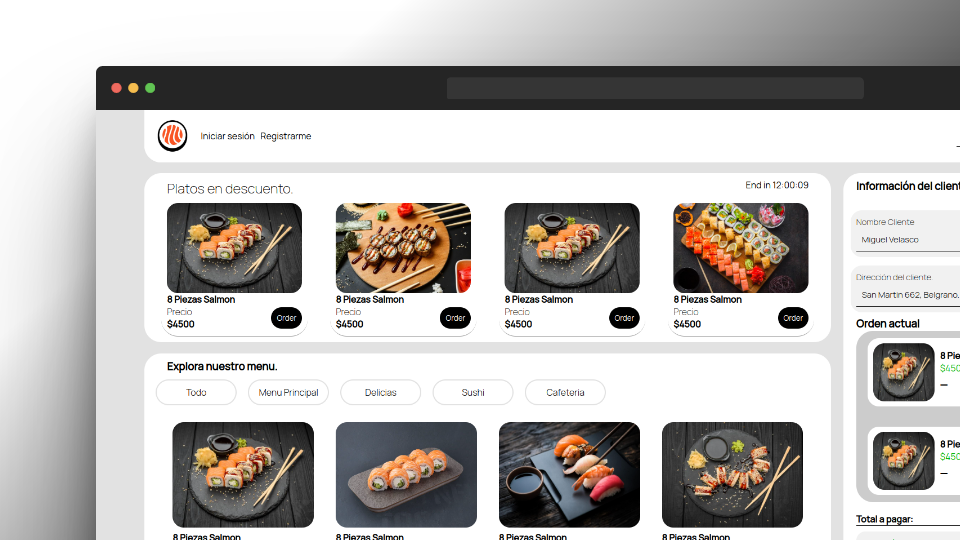 Iniciar sesión
Registrarme
Platos en descuento.
End in 12:00:09
8 Piezas Salmon
Precio
$4500
Order
8 Piezas Salmon
Precio
$4500
Order
8 Piezas Salmon
Precio
$4500
Order
8 Piezas Salmon
Precio
$4500
Order
Explora nuestro menu.
Todo
Menu Principal
Delicias
Sushi
Cafeteria
8 Piezas Salmon
8 Piezas Salmon
8 Piezas Salmon
8 Piezas Salmon
Información del client
Nombre Cliente
Miguel Velasco
Dirección del cliente
San Martin 662, Belgrano.
Orden actual
8 Pie
$450
8 Pie
$450
Total a pagar: